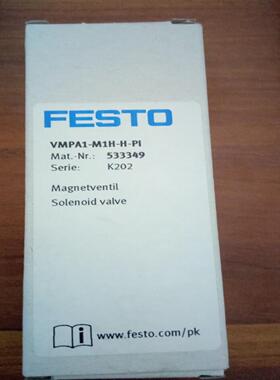 FESTO
VMPA1-M1H-H-PI
Mat.-Nr.: 533349
Serie: K202
Magnetventil
Solenoid valve
i www.festo.com/pk